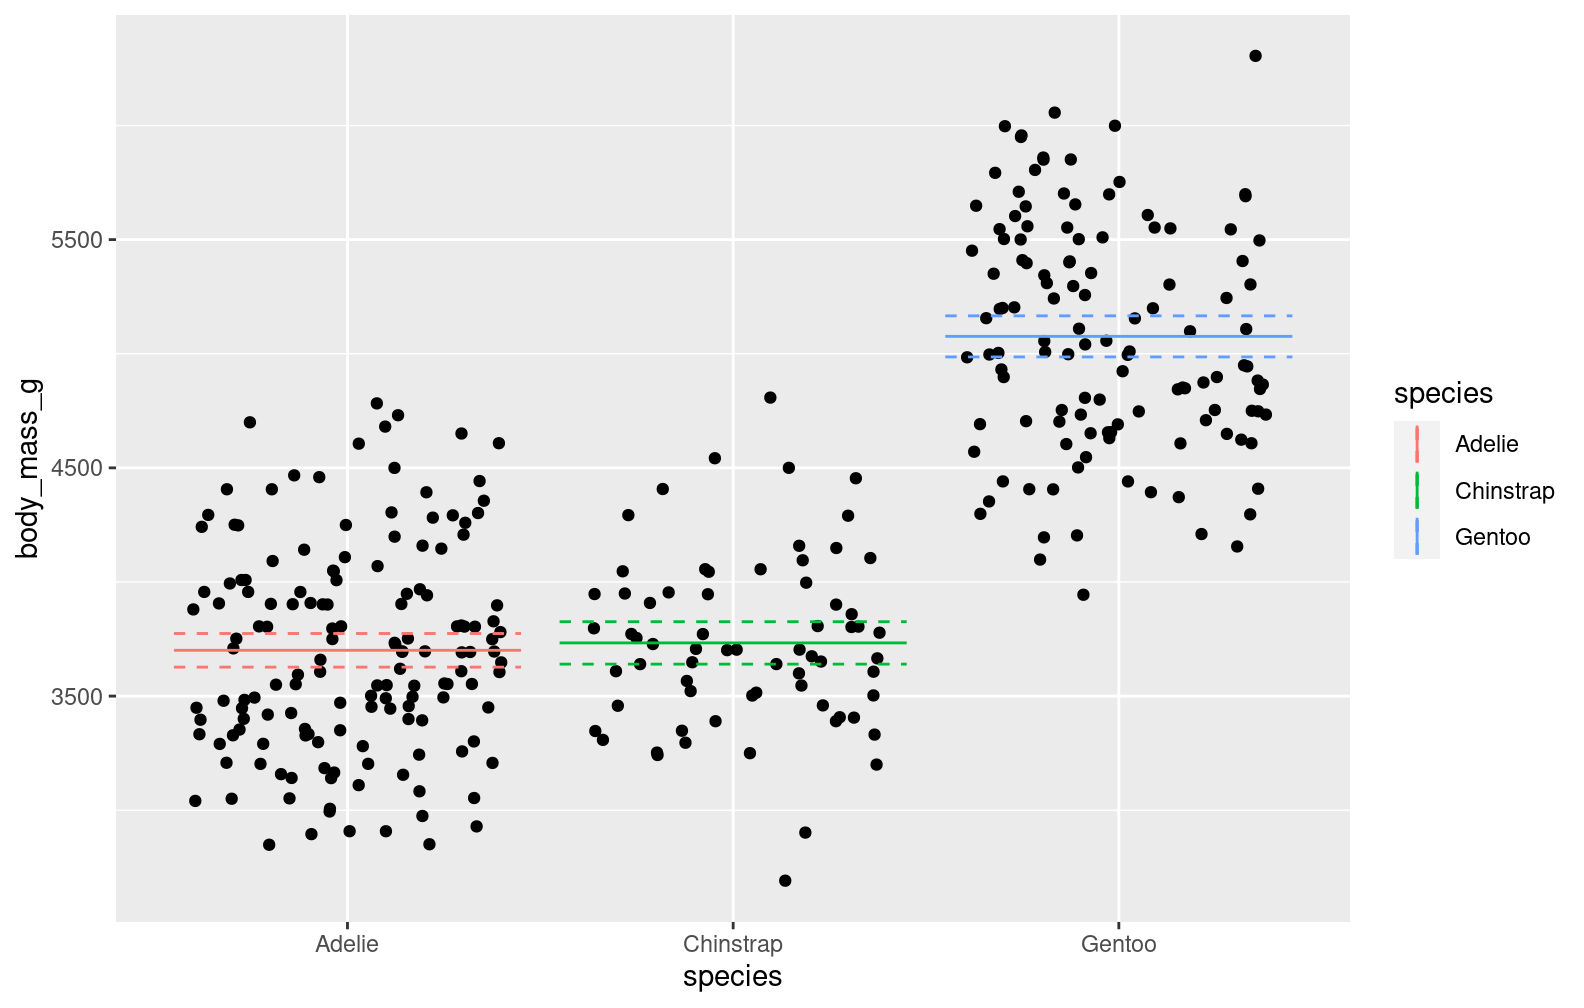 body_mass_g
5500
4500
3500
Adelie
Chinstrap
Gentoo
species
species
Adelie
Chinstrap
Gentoo